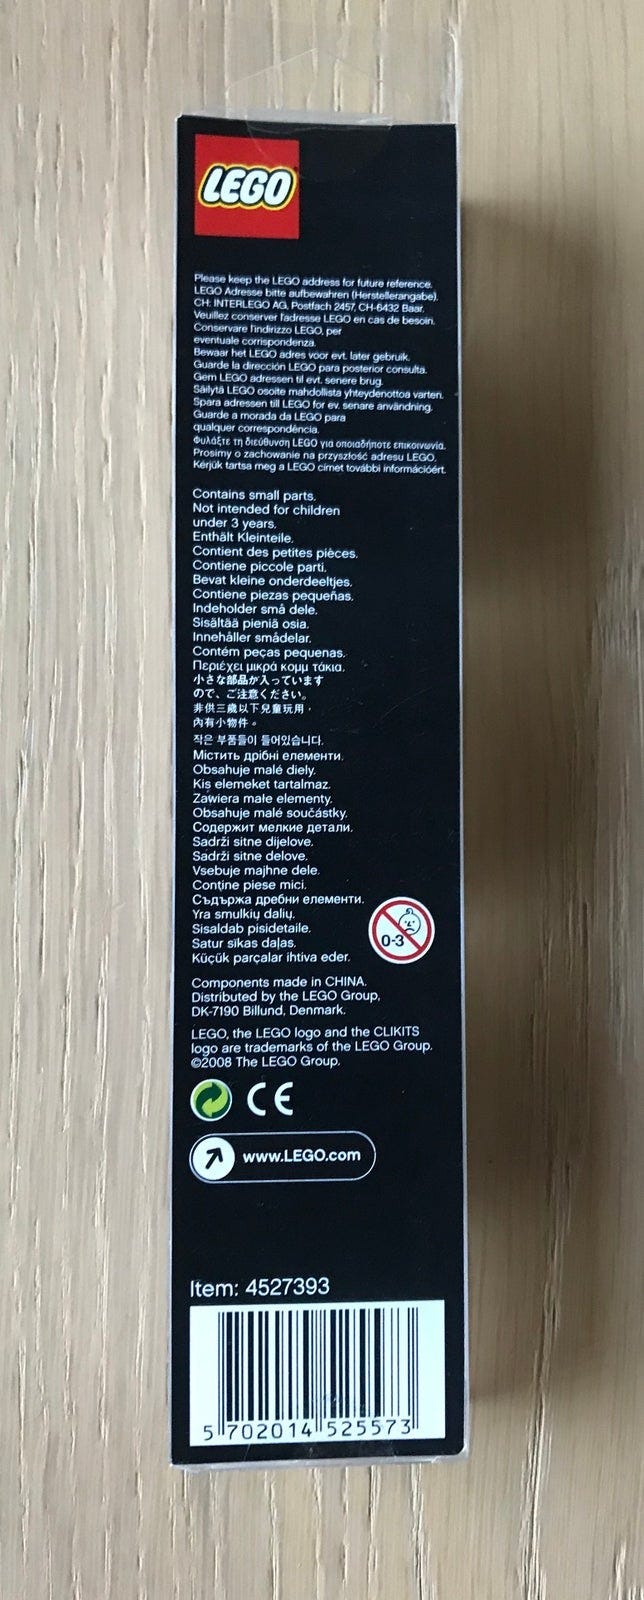 LEGO
Please keep the LEGO address for future reference.
LEGO Adresse bitte aufbewahren (Herstellerangabe).
CH: INTERLEGO AG, Postfach 2457, CH-6432 Baar.
Veuillez conserver l'adresse LEGO en cas de besoin.
Conservare l'indirizzo LEGO, per
eventuale corrispondenza.
Bewaar het LEGO adres voor evt. later gebruik.
Guarde la dirección LEGO para posterior consulta.
Gem LEGO adressen til evt. senere brug.
Säilytä LEGO osoite mahdollista yhteydenottoa varten.
Spara adressen till LEGO for ev. senare användning.
Guarde a morada da LEGO para
qualquer correspondência.
Φυλάξτε τη διεύθυνση LEGO για οποιαδήποτε επικοινωνία.
Prosimy o zachowanie na przyszłość adresu LEGO.
Kérjük tartsa meg a LEGO címet további információért.
Contains small parts.
Not intended for children
under 3 years.
Enthält Kleinteile.
Contient des petites pièces.
Contiene piccole parti.
Bevat kleine onderdeeltjes.
Contiene piezas pequeñas.
Indeholder små dele.
Sisältää pieniä osia.
Innehåller smådelar.
Contém peças pequenas.
Περιέχει μικρά κομμ τάκια.
小さな部品が入っています
ので、ご注意ください。
非供三歲以下兒童玩用，
內有小物件。
작은 부품들이 들어있습니다.
Містить дрібні елементи.
Obsahuje malé diely.
Kis elemeket tartalmaz.
Zawiera małe elementy.
Obsahuje malé součástky.
Содержит мелкие детали.
Sadrži sitne dijelove.
Sadrži sitne delove.
Vsebuje majhne dele.
Conține piese mici.
Съдържа дребни елементи.
Yra smulkių dalių.
Sisaldab pisidetaile.
Satur sīkas daļas.
Küçük parçalar ihtiva eder.
0-3
Components made in CHINA.
Distributed by the LEGO Group,
DK-7190 Billund, Denmark.
LEGO, the LEGO logo and the CLIKITS
logo are trademarks of the LEGO Group.
©2008 The LEGO Group.
CE
www.LEGO.com
Item: 4527393
5 702014 525573